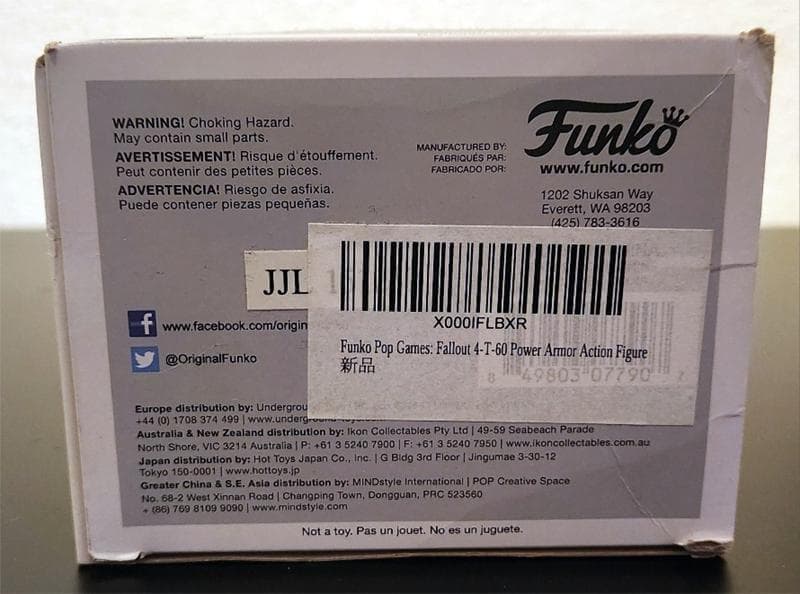 WARNING! Choking Hazard.
May contain small parts.
AVERTISSEMENT! Risque d'étouffement.
Peut contenir des petites pièces.
ADVERTENCIA! Riesgo de asfixia.
Puede contener piezas pequeñas.
MANUFACTURED BY:
FABRIQUÉS PAR:
FABRICADO POR:
Funko
www.funko.com
1202 Shuksan Way
Everett, WA 98203
(425) 783-3616
JJL
X000IFLBXR
Funko Pop Games: Fallout 4-T-60 Power Armor Action Figure
新品
8 49803 07790 7
f www.facebook.com/origin
@OriginalFunko
Europe distribution by: Undergrou
+44 (0) 1708 374 499 | www.underground-toys.com
Australia & New Zealand distribution by: Ikon Collectables Pty Ltd | 49-59 Seabeach Parade
North Shore, VIC 3214 Australia | P: +61 3 5240 7900 | F: +61 3 5240 7950 | www.ikoncollectables.com.au
Japan distribution by: Hot Toys Japan Co., Inc. | G Bldg 3rd Floor | Jingumae 3-30-12
Tokyo 150-0001 | www.hottoys.jp
Greater China & S.E. Asia distribution by: MINDstyle International | POP Creative Space
No. 68-2 West Xinnan Road | Changping Town, Dongguan, PRC 523560
+ (86) 769 8109 9090 | www.mindstyle.com
Not a toy. Pas un jouet. No es un juguete.